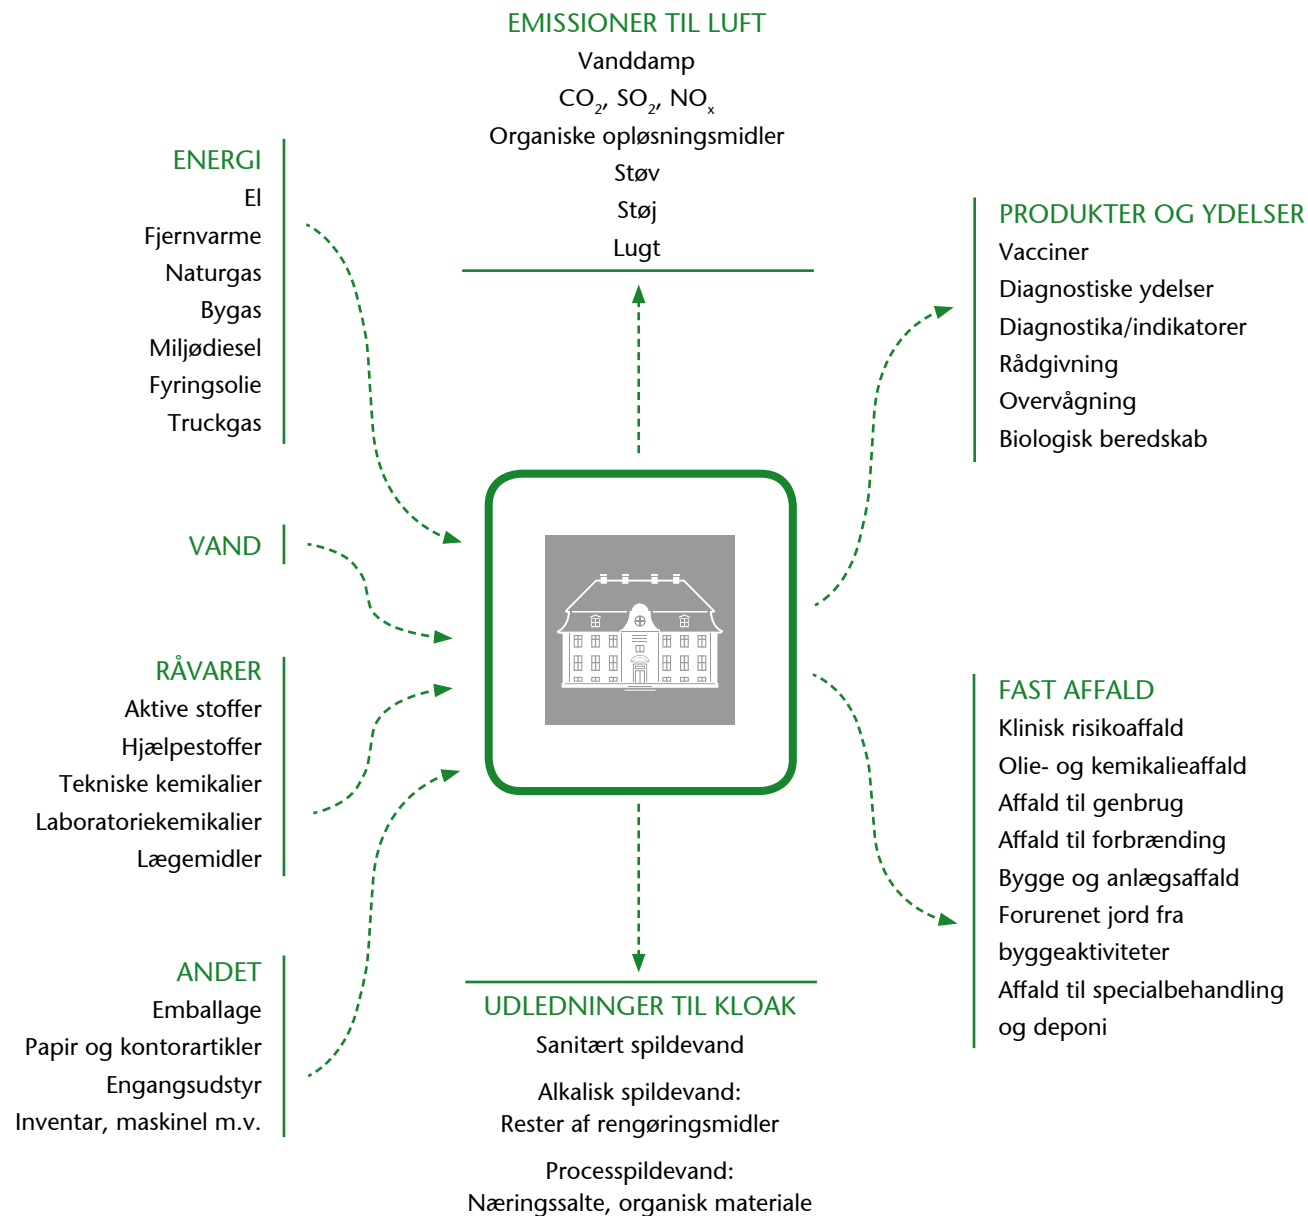 EMISSIONER TIL LUFT
Vanddamp
CO₂, SO₂, NOₓ
Organiske opløsningsmidler
Støv
Støj
Lugt
ENERGI
El
Fjernvarme
Naturgas
Bygas
Miljødiesel
Fyringsolie
Truckgas
PRODUKTER OG YDELSER
Vacciner
Diagnostiske ydelser
Diagnostika/indikatorer
Rådgivning
Overvågning
Biologisk beredskab
VAND
RÅVARER
Aktive stoffer
Hjælpestoffer
Tekniske kemikalier
Laboratoriekemikalier
Lægemidler
FAST AFFALD
Klinisk risikoaffald
Olie- og kemikalieaffald
Affald til genbrug
Affald til forbrænding
Bygge og anlægsaffald
Forurenet jord fra
byggeaktiviteter
Affald til specialbehandling
og deponi
ANDET
Emballage
Papir og kontorartikler
Engangsudstyr
Inventar, maskinel m.v.
UDLEDNINGER TIL KLOAK
Sanitært spildevand
Alkalisk spildevand:
Rester af rengøringsmidler
Processpildevand:
Næringssalte, organisk materiale